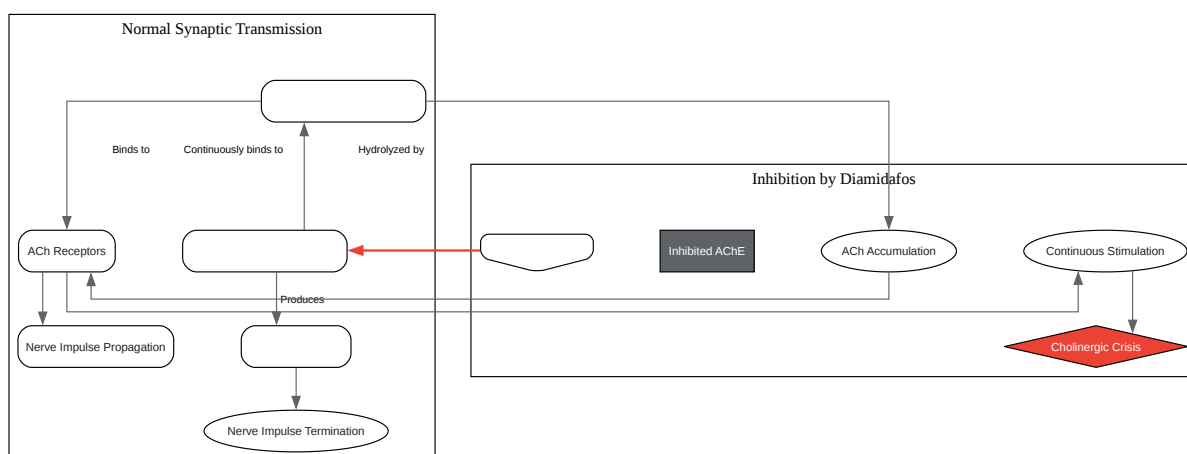 Normal Synaptic Transmission
Binds to
Continuously binds to
Hydrolyzed by
Inhibition by Diamidafos
ACh Receptors
Inhibited AChE
ACh Accumulation
Continuous Stimulation
Produces
Nerve Impulse Propagation
Cholinergic Crisis
Nerve Impulse Termination